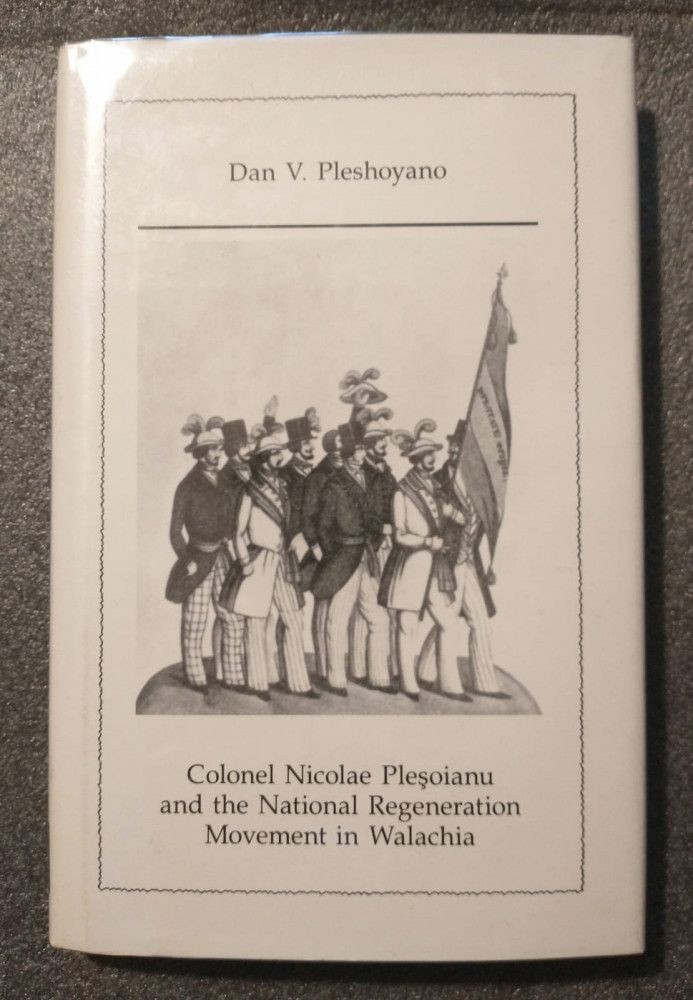 Dan V. Pleshoyano
Colonel Nicolae Pleşoianu
and the National Regeneration
Movement in Walachia